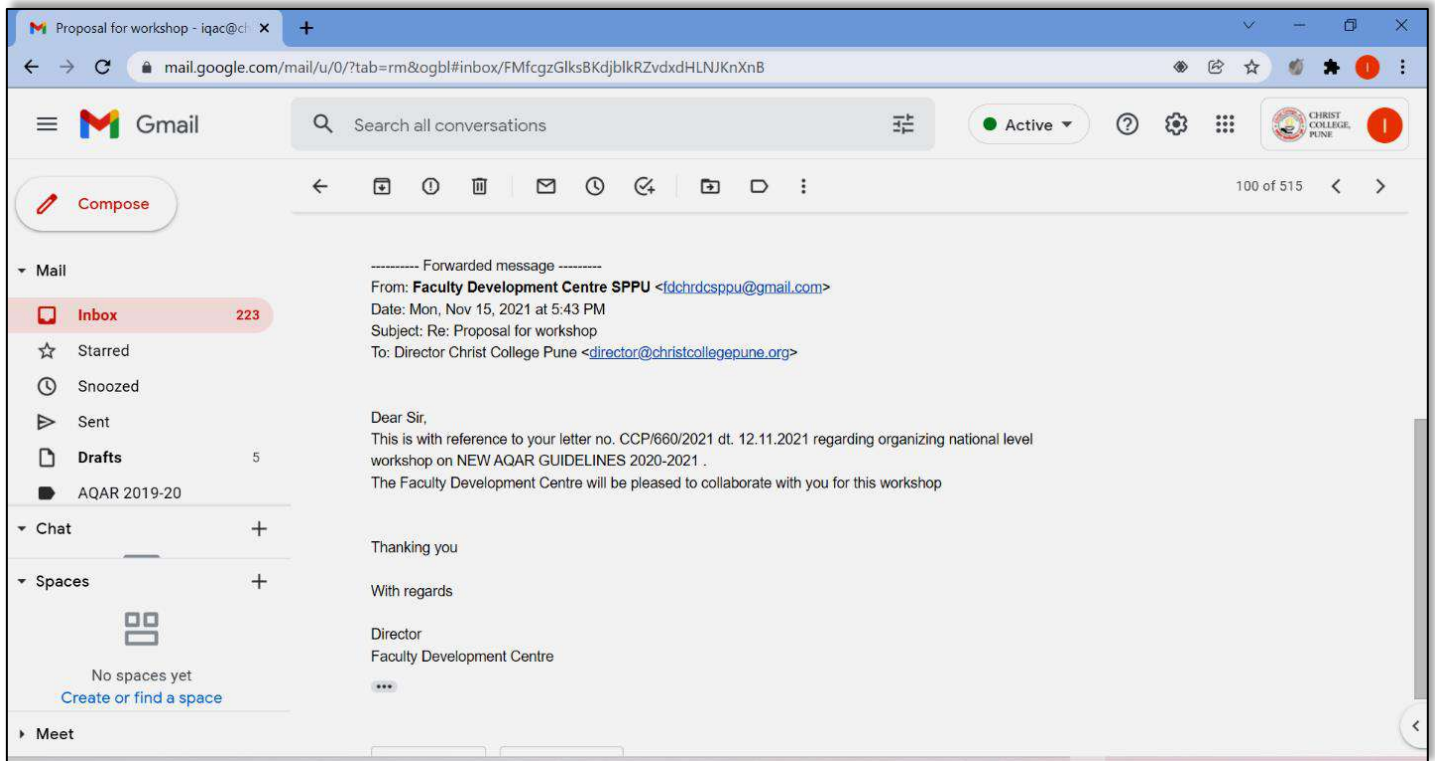 Proposal for workshop - iqac@ch
mail.google.com/mail/u/0/?tab=rm&ogbl#inbox/FMfcgzGlksBKdjblkRZvdxdHLNJKnXnB
I
Gmail
Search all conversations
Active
CHRIST
COLLEGE,
PUNE
I
Compose
100 of 515
Mail
Inbox 223
Starred
Snoozed
Sent
Drafts 5
AQAR 2019-20
Chat
Spaces
No spaces yet
Create or find a space
Meet
---------- Forwarded message ---------
From: Faculty Development Centre SPPU <fdchrdcsppu@gmail.com>
Date: Mon, Nov 15, 2021 at 5:43 PM
Subject: Re: Proposal for workshop
To: Director Christ College Pune <director@christcollegepune.org>
Dear Sir,
This is with reference to your letter no. CCP/660/2021 dt. 12.11.2021 regarding organizing national level
workshop on NEW AQAR GUIDELINES 2020-2021 .
The Faculty Development Centre will be pleased to collaborate with you for this workshop
Thanking you
With regards
Director
Faculty Development Centre